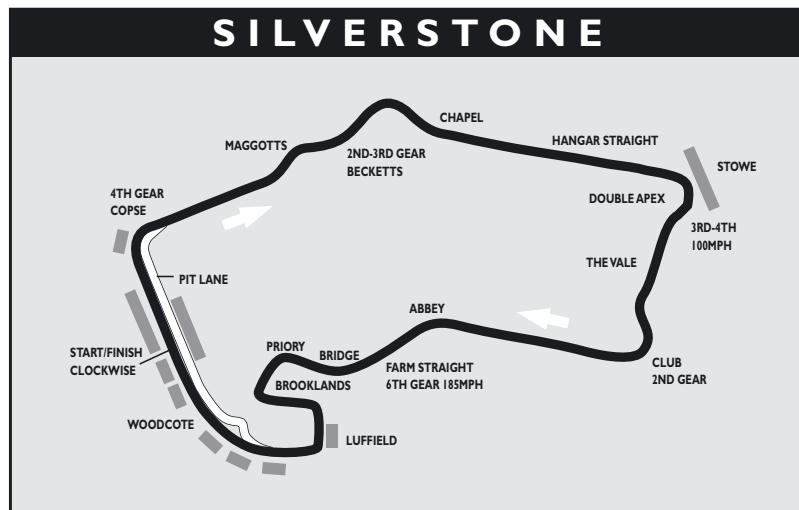 SILVERSTONE
CHAPEL
MAGGOTTS
2ND-3RD GEAR
BECKETTS
HANGAR STRAIGHT
STOWE
4TH GEAR
COPSE
DOUBLE APEX
3RD-4TH
100MPH
PIT LANE
THE VALE
ABBEY
START/FINISH
CLOCKWISE
PRIORY
BRIDGE
FARM STRAIGHT
6TH GEAR 185MPH
CLUB
2ND GEAR
BROOKLANDS
WOODCOTE
LUFFIELD